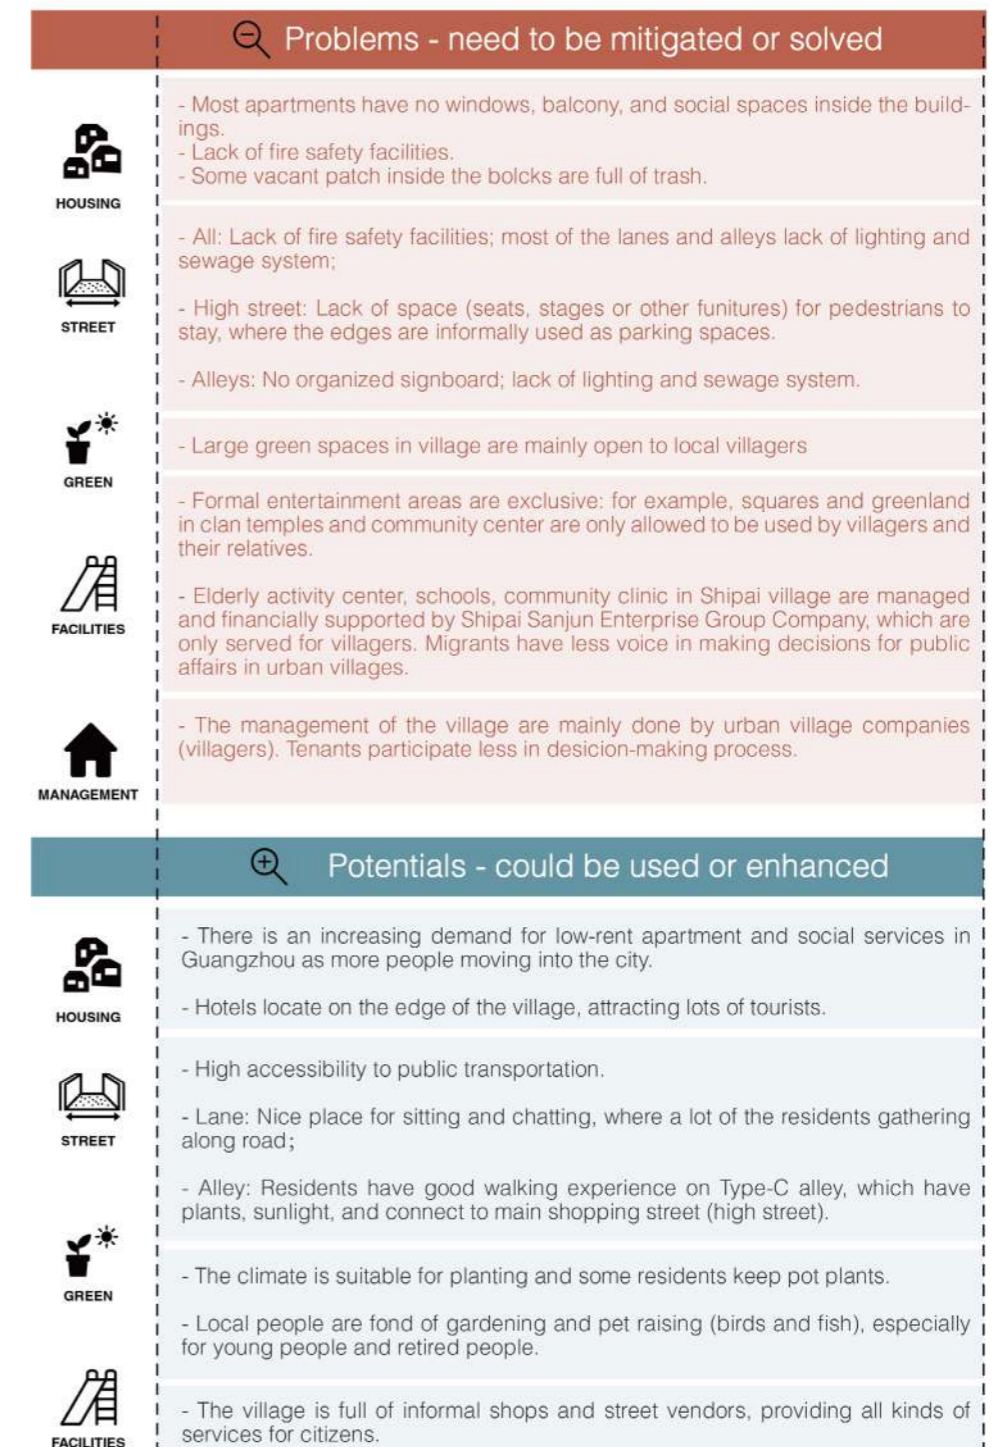 Problems - need to be mitigated or solved
HOUSING
- Most apartments have no windows, balcony, and social spaces inside the build-
ings.
- Lack of fire safety facilities.
- Some vacant patch inside the bolcks are full of trash.
STREET
- All: Lack of fire safety facilities; most of the lanes and alleys lack of lighting and
sewage system;
- High street: Lack of space (seats, stages or other funitures) for pedestrians to
stay, where the edges are informally used as parking spaces.
- Alleys: No organized signboard; lack of lighting and sewage system.
GREEN
- Large green spaces in village are mainly open to local villagers
FACILITIES
- Formal entertainment areas are exclusive: for example, squares and greenland
in clan temples and community center are only allowed to be used by villagers and
their relatives.
- Elderly activity center, schools, community clinic in Shipai village are managed
and financially supported by Shipai Sanjun Enterprise Group Company, which are
only served for villagers. Migrants have less voice in making decisions for public
affairs in urban villages.
MANAGEMENT
- The management of the village are mainly done by urban village companies
(villagers). Tenants participate less in desicion-making process.
Potentials - could be used or enhanced
HOUSING
- There is an increasing demand for low-rent apartment and social services in
Guangzhou as more people moving into the city.
- Hotels locate on the edge of the village, attracting lots of tourists.
STREET
- High accessibility to public transportation.
- Lane: Nice place for sitting and chatting, where a lot of the residents gathering
along road;
- Alley: Residents have good walking experience on Type-C alley, which have
plants, sunlight, and connect to main shopping street (high street).
GREEN
- The climate is suitable for planting and some residents keep pot plants.
- Local people are fond of gardening and pet raising (birds and fish), especially
for young people and retired people.
FACILITIES
- The village is full of informal shops and street vendors, providing all kinds of
services for citizens.